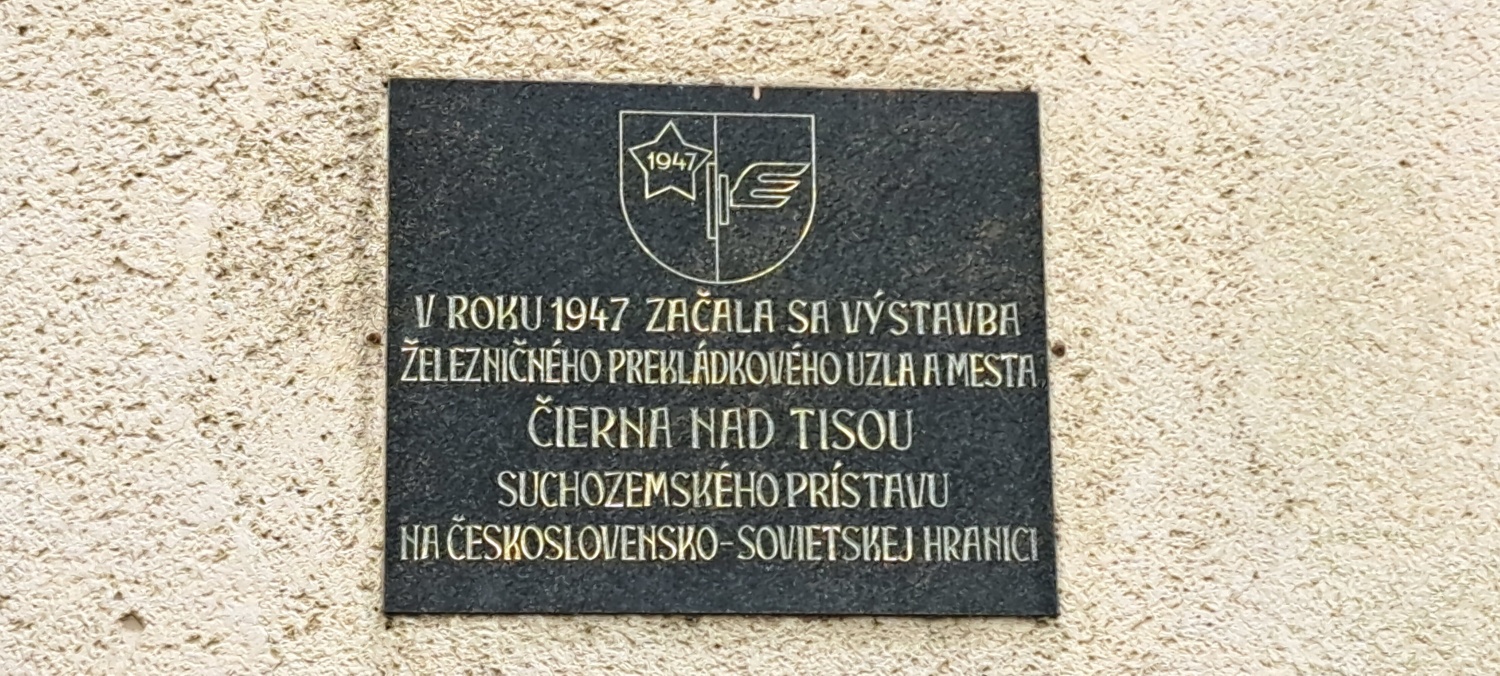 1947
V ROKU 1947 ZAČALA SA VÝSTAVBA
ŽELEZNIČNÉHO PREKLÁDKOVÉHO UZLA A MESTA
ČIERNA NAD TISOU
SUCHOZEMSKÉHO PRÍSTAVU
NA ČESKOSLOVENSKO-SOVIETSKEJ HRANICI